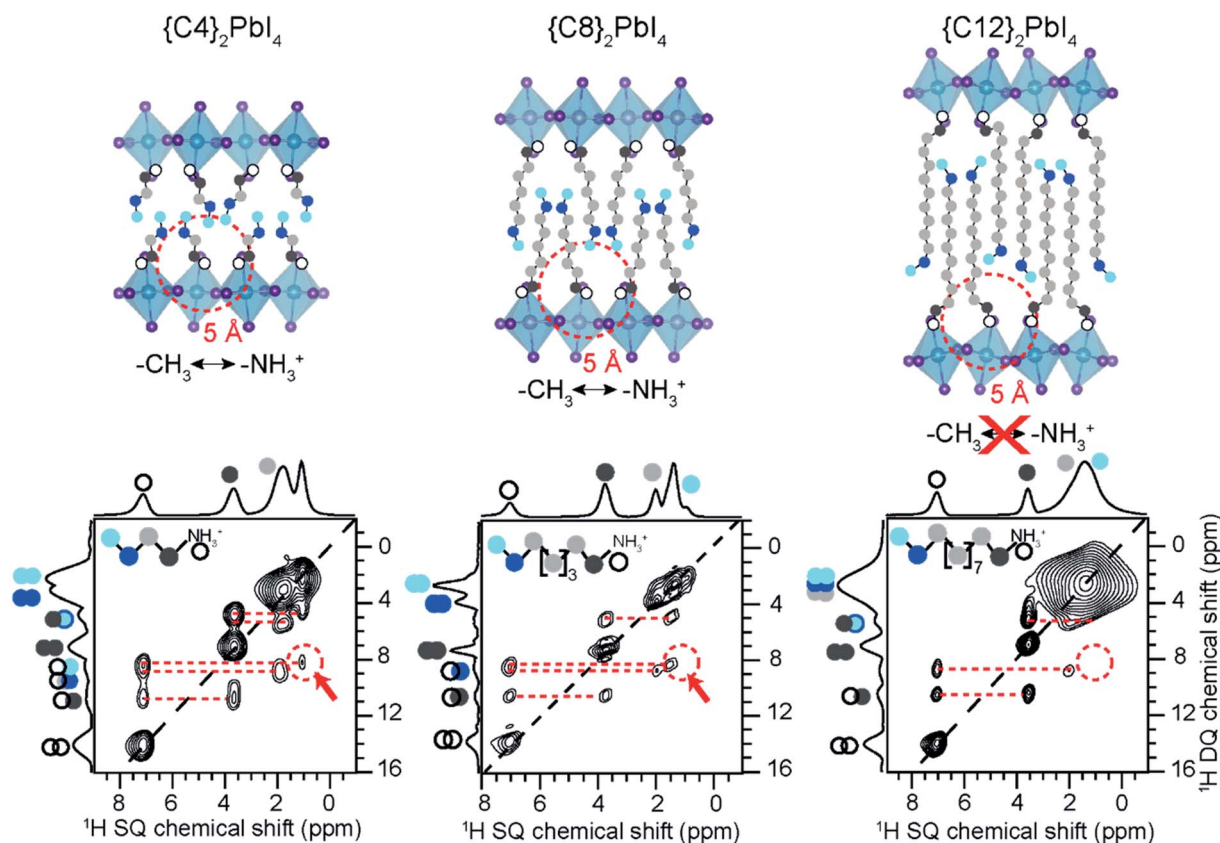 {C4}₂PbI₄
{C8}₂PbI₄
{C12}₂PbI₄
5 Å
-CH₃ ↔ -NH₃⁺
5 Å
-CH₃ ↔ -NH₃⁺
5 Å
-CH₃ ↔ -NH₃⁺
NH₃⁺
0
4
8
12
16
8 6 4 2 0
¹H SQ chemical shift (ppm)
NH₃⁺
[ ]₃
0
4
8
12
16
8 6 4 2 0
¹H SQ chemical shift (ppm)
NH₃⁺
[ ]₇
0
4
8
12
16
8 6 4 2 0
¹H SQ chemical shift (ppm)
¹H DQ chemical shift (ppm)